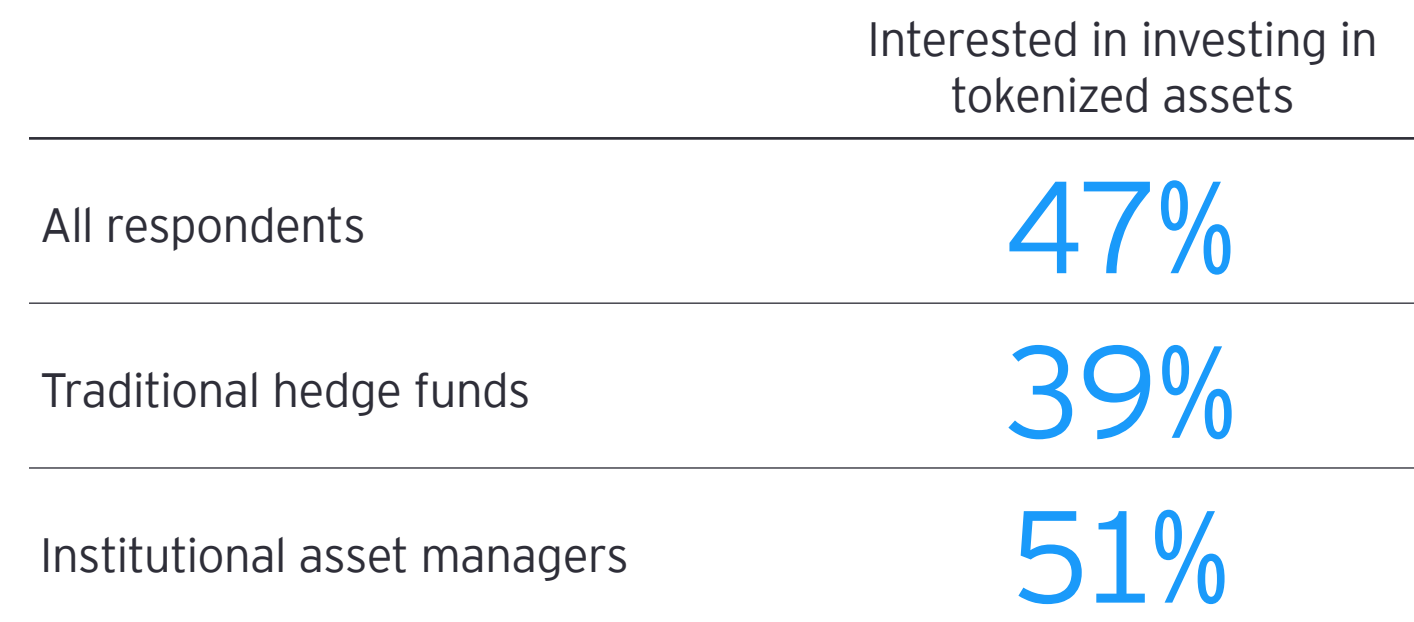 Interested in investing in
tokenized assets
All respondents
47%
Traditional hedge funds
39%
Institutional asset managers
51%